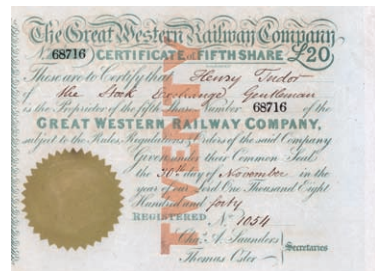 The Great Western Railway Company
No. 68716 CERTIFICATE of FIFTH SHARE £20
These are to Certify that Henry Tudor
of the Stock Exchange, Gentleman
is the Proprietor of the fifth Share Number 68716 of the
GREAT WESTERN RAILWAY COMPANY,
subject to the Rules, Regulations & Orders of the said Company
Given under their Common Seal
the 30th day of November in the
year of our Lord One Thousand Eight
Hundred and forty
REGISTERED No. 1054
Chas. A. Saunders
Thomas Osler
Secretaries
TWENTY